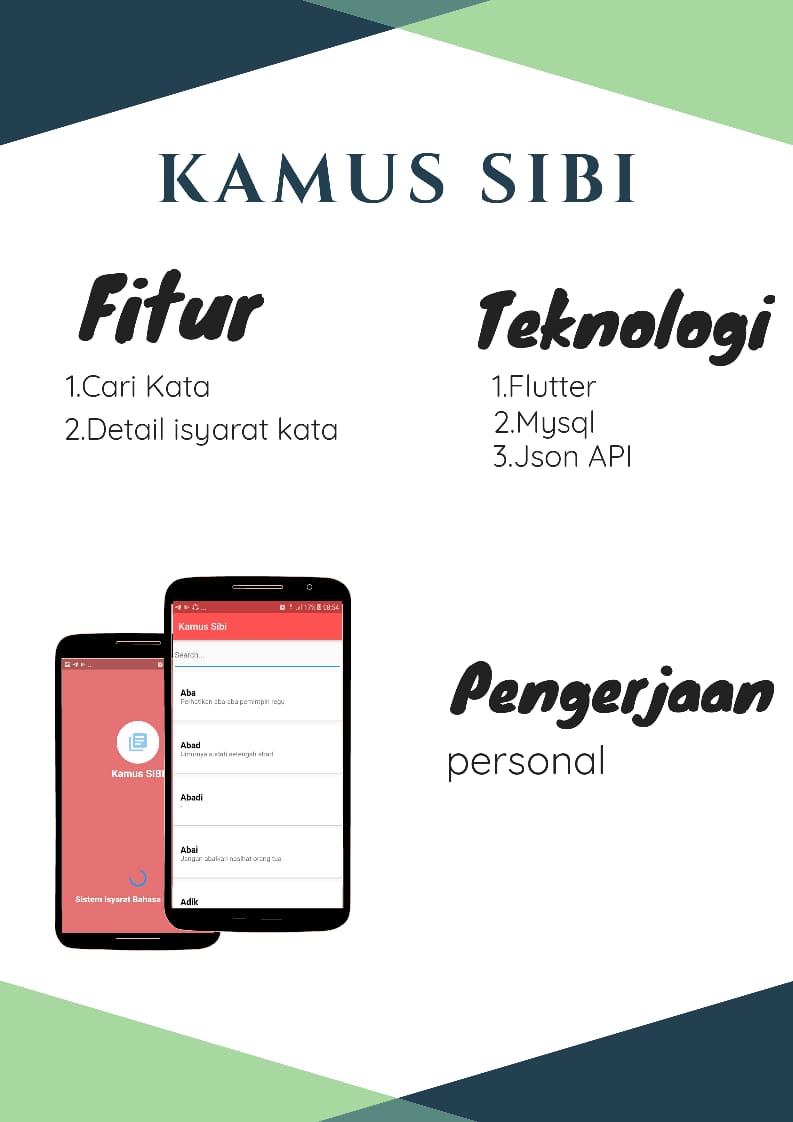 KAMUS SIBI
Fitur
1.Cari Kata
2.Detail isyarat kata
Teknologi
1.Flutter
2.Mysql
3.Json API
Kamus SIBI
Sistem Isyarat Bahasa
17% 08:54
Kamus Sibi
Search...
Aba
Perhatikan aba-aba pemimpin regu
Abad
Umurnya sudah setengah abad
Abadi
-
Abai
Jangan abaikan nasihat orang tua
Adik
Pengerjaan
personal